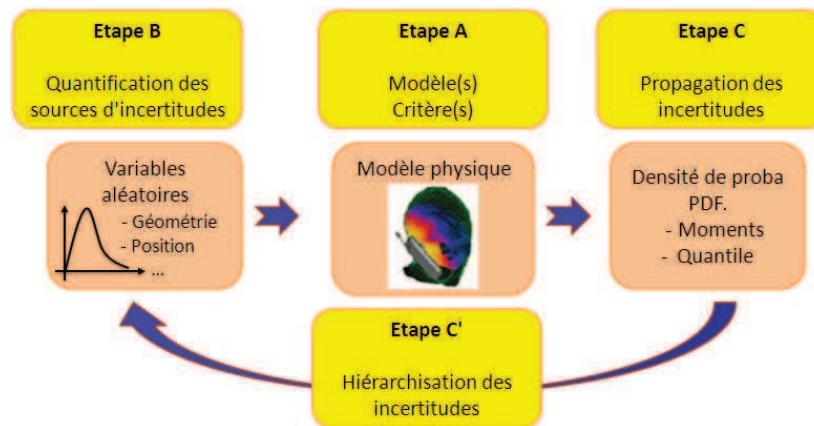 Etape B
Quantification des
sources d'incertitudes
Etape A
Modèle(s)
Critère(s)
Etape C
Propagation des
incertitudes
Variables
aléatoires
- Géométrie
- Position
...
Modèle physique
Densité de proba
PDF.
- Moments
- Quantile
Etape C'
Hiérarchisation des
incertitudes